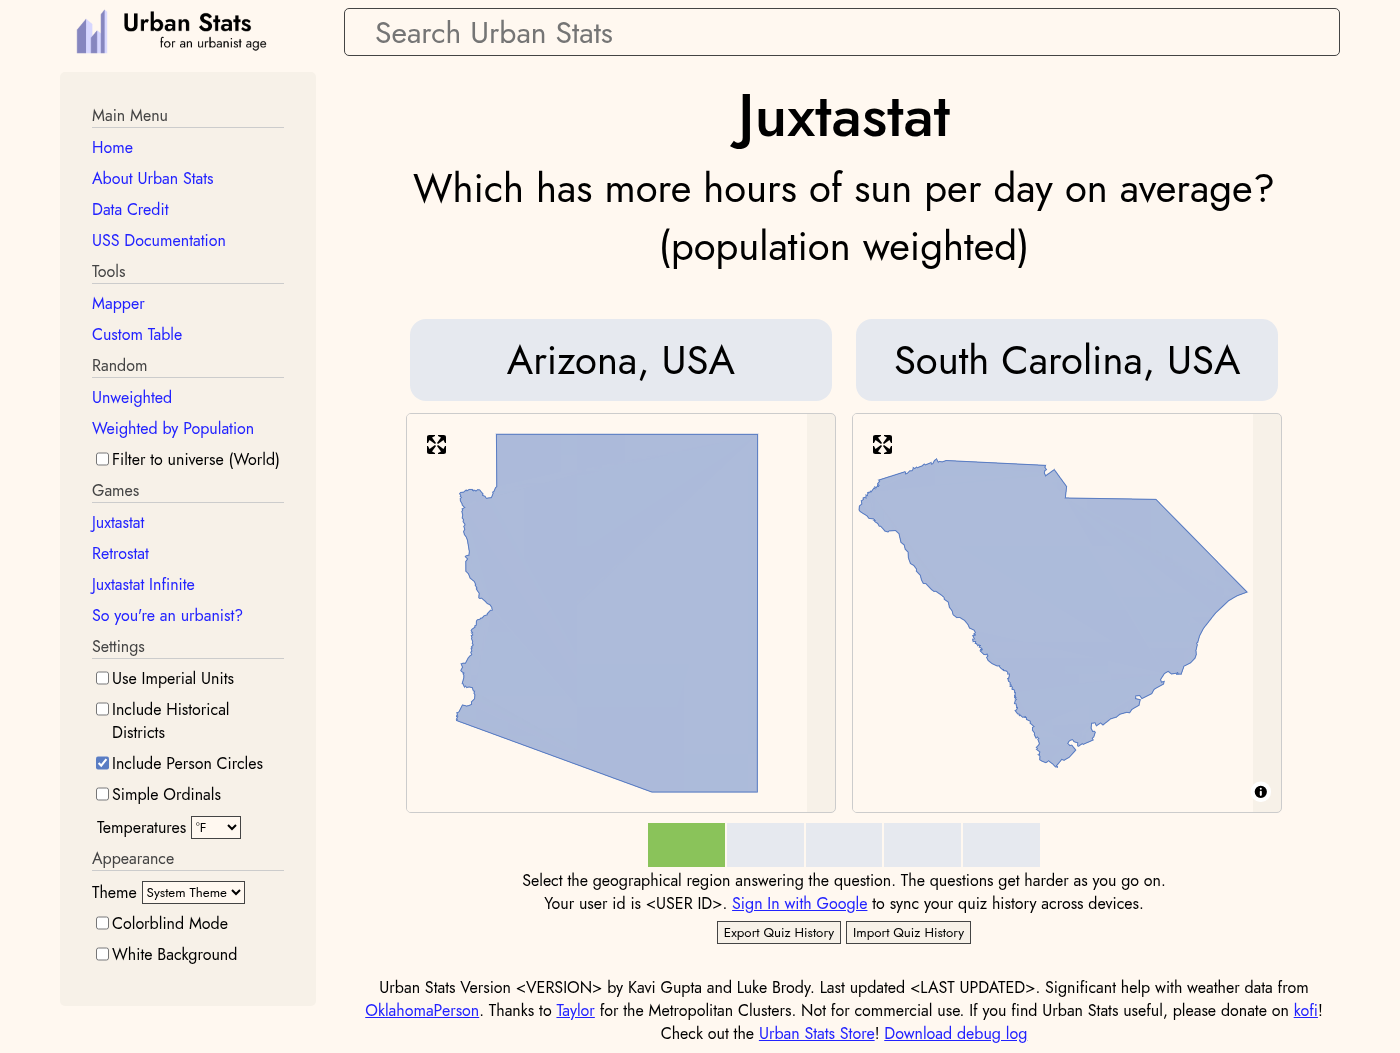 Urban Stats
for an urbanist age
Search Urban Stats
Main Menu
Home
About Urban Stats
Data Credit
USS Documentation
Tools
Mapper
Custom Table
Random
Unweighted
Weighted by Population
Filter to universe (World)
Games
Juxtastat
Retrostat
Juxtastat Infinite
So you're an urbanist?
Settings
Use Imperial Units
Include Historical
Districts
Include Person Circles
Simple Ordinals
Temperatures °F
Appearance
Theme System Theme
Colorblind Mode
White Background
Juxtastat
Which has more hours of sun per day on average?
(population weighted)
Arizona, USA
South Carolina, USA
Select the geographical region answering the question. The questions get harder as you go on.
Your user id is <USER ID>. Sign In with Google to sync your quiz history across devices.
Export Quiz History Import Quiz History
Urban Stats Version <VERSION> by Kavi Gupta and Luke Brody. Last updated <LAST UPDATED>. Significant help with weather data from
OklahomaPerson. Thanks to Taylor for the Metropolitan Clusters. Not for commercial use. If you find Urban Stats useful, please donate on kofi!
Check out the Urban Stats Store! Download debug log